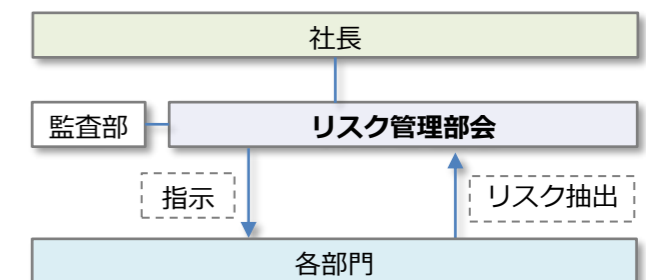 社長
監査部
リスク管理部会
指示
リスク抽出
各部門